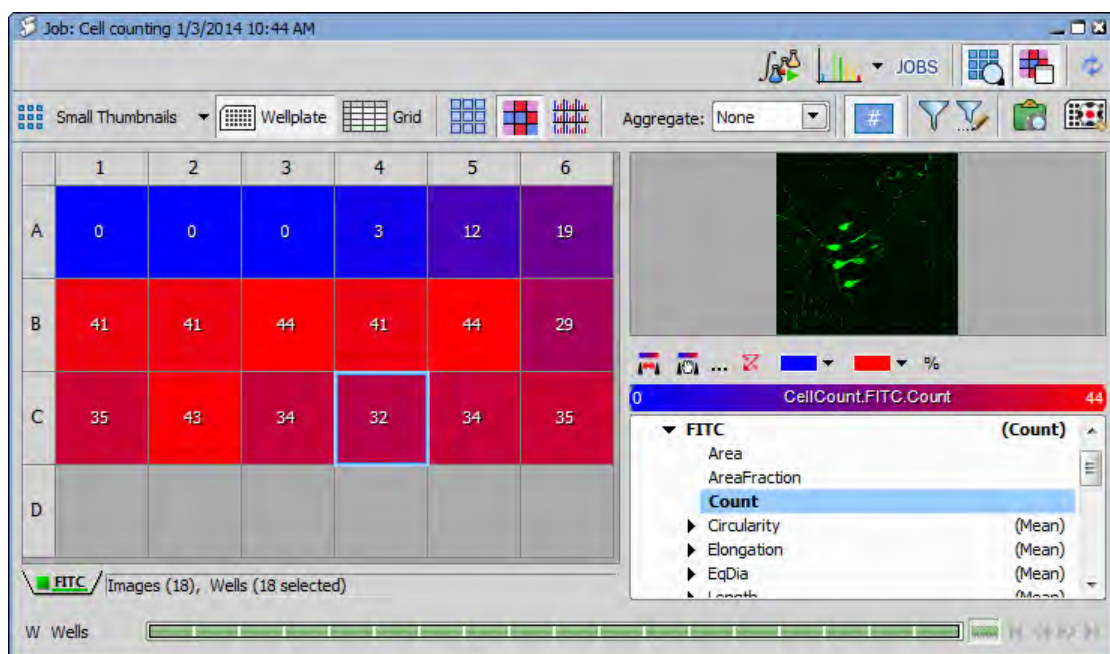 Job: Cell counting 1/3/2014 10:44 AM
JOBS
Small Thumbnails Wellplate Grid Aggregate: None #
1 2 3 4 5 6
A 0 0 0 3 12 19
B 41 41 44 41 44 29
C 35 43 34 32 34 35
D
... %
0 CellCount.FITC.Count 44
FITC (Count)
Area
AreaFraction
Count
Circularity (Mean)
Elongation (Mean)
EqDia (Mean)
Length (Mean)
FITC Images (18), Wells (18 selected)
W Wells